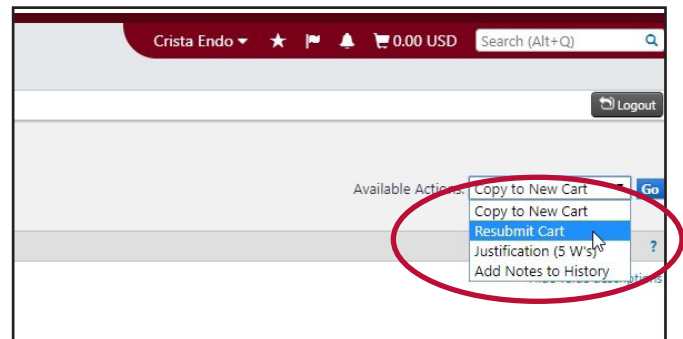 Crista Endo 0.00 USD Search (Alt+Q)
Logout
Available Actions: Copy to New Cart Go
Copy to New Cart
Resubmit Cart
Justification (5 W's) ?
Add Notes to History